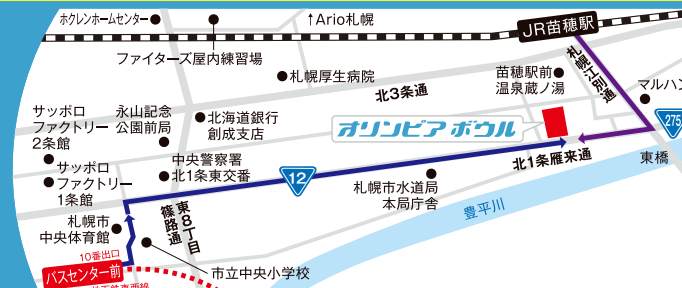 ホクレンホームセンター
↑Ario札幌
JR苗穂駅
ファイターズ屋内練習場
札幌厚生病院
苗穂駅前
温泉蔵ノ湯
札幌江別通
マルハン
北3条通
サッポロ
ファクトリー
2条館
永山記念
公園前局
北海道銀行
創成支店
オリンピア ボウル
275
サッポロ
ファクトリー
1条館
中央警察署
北1条東交番
12
北1条雁来通
東橋
札幌市水道局
本局庁舎
豊平川
東8丁目
篠路通
札幌市
中央体育館
10番出口
バスセンター前
市立中央小学校